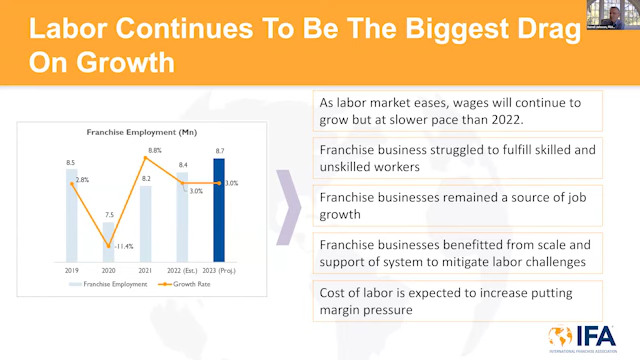 Labor Continues To Be The Biggest Drag
On Growth
Franchise Employment (Mn)
8.5
2.8%
7.5
-11.4%
8.8%
8.2
8.4
3.0%
8.7
3.0%
2019
2020
2021
2022 (Est.)
2023 (Proj.)
Franchise Employment
Growth Rate
As labor market eases, wages will continue to
grow but at slower pace than 2022.
Franchise business struggled to fulfill skilled and
unskilled workers
Franchise businesses remained a source of job
growth
Franchise businesses benefitted from scale and
support of system to mitigate labor challenges
Cost of labor is expected to increase putting
margin pressure
IFA
INTERNATIONAL FRANCHISE ASSOCIATION